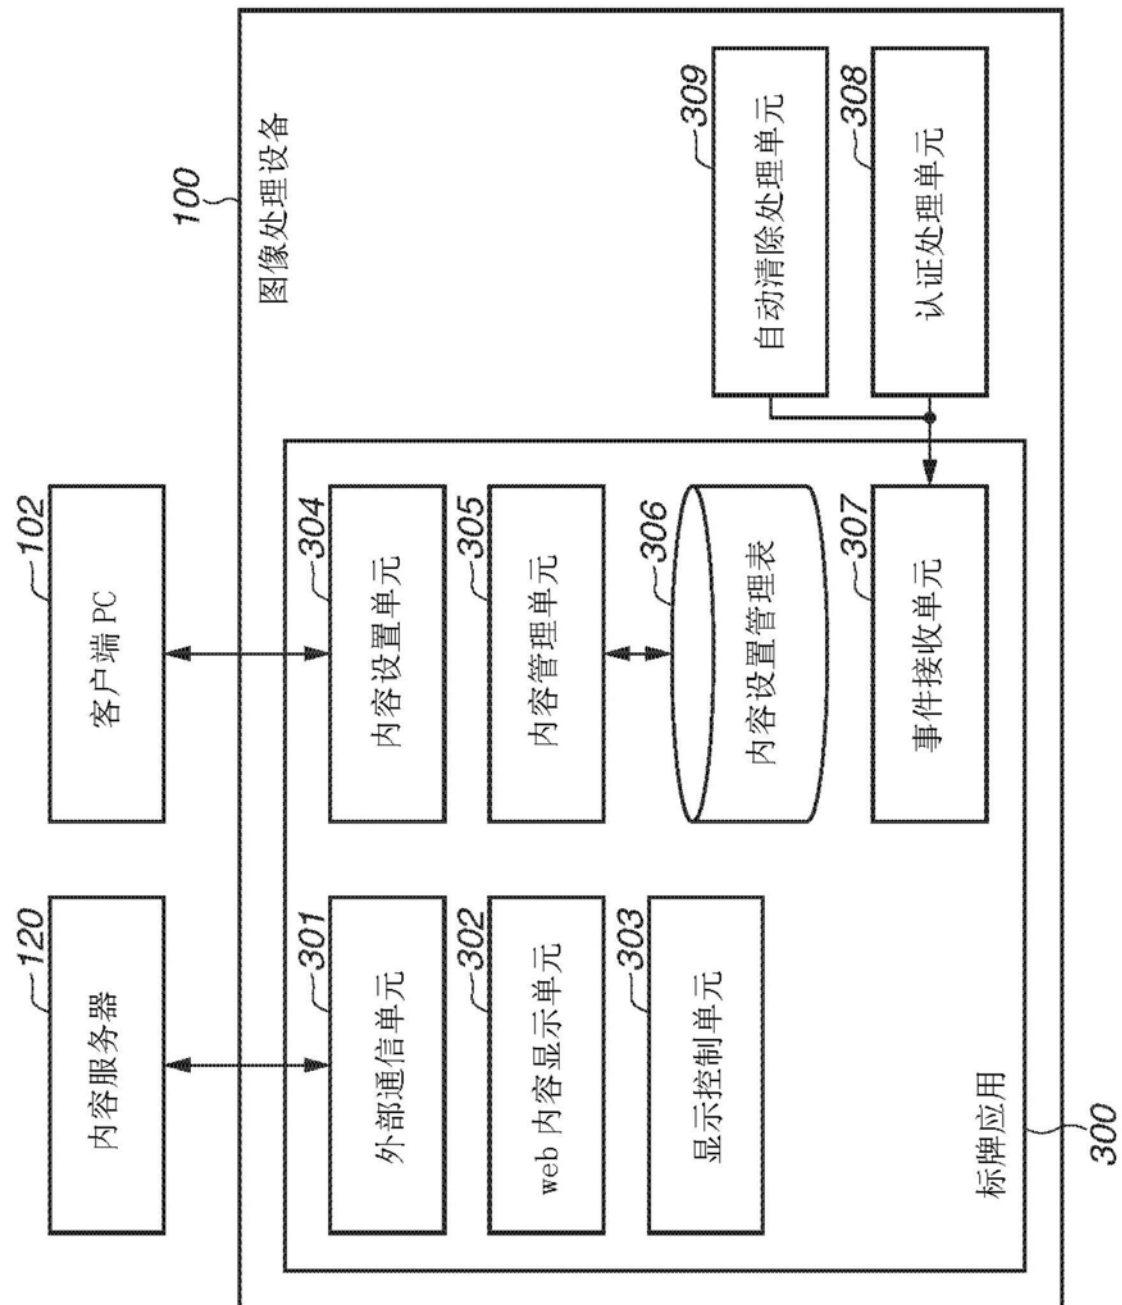 内容服务器
120
客户端 PC
102
100
图像处理设备
外部通信单元
301
web 内容显示单元
302
显示控制单元
303
内容设置单元
304
内容管理单元
305
内容设置管理表
306
事件接收单元
307
自动清除处理单元
309
认证处理单元
308
标牌应用
300